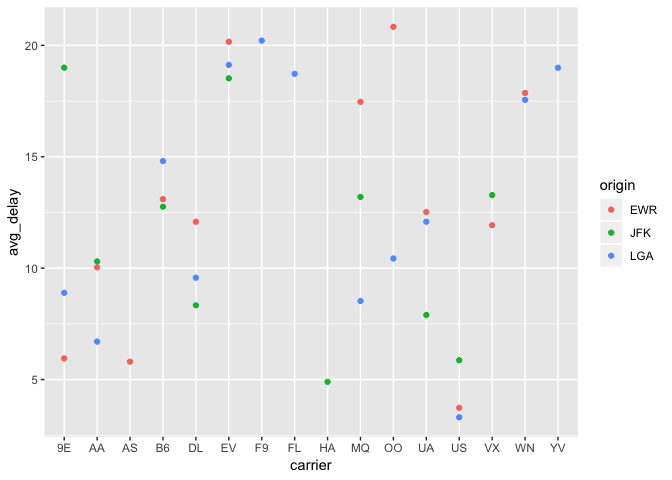 20
15
10
5
avg_delay
9E AA AS B6 DL EV F9 FL HA MQ OO UA US VX WN YV
carrier
origin
EWR
JFK
LGA